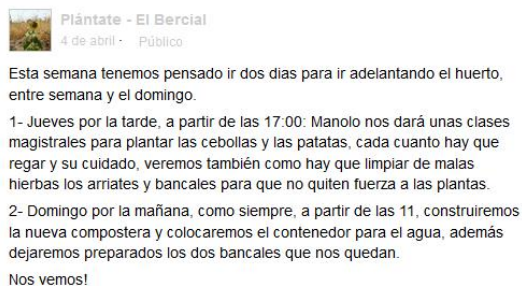 Plántate - El Bercial
4 de abril · Público
Esta semana tenemos pensado ir dos dias para ir adelantando el huerto,
entre semana y el domingo.
1- Jueves por la tarde, a partir de las 17:00: Manolo nos dará unas clases
magistrales para plantar las cebollas y las patatas, cada cuanto hay que
regar y su cuidado, veremos también como hay que limpiar de malas
hierbas los arriates y bancales para que no quiten fuerza a las plantas.
2- Domingo por la mañana, como siempre, a partir de las 11, construiremos
la nueva compostera y colocaremos el contenedor para el agua, además
dejaremos preparados los dos bancales que nos quedan.
Nos vemos!